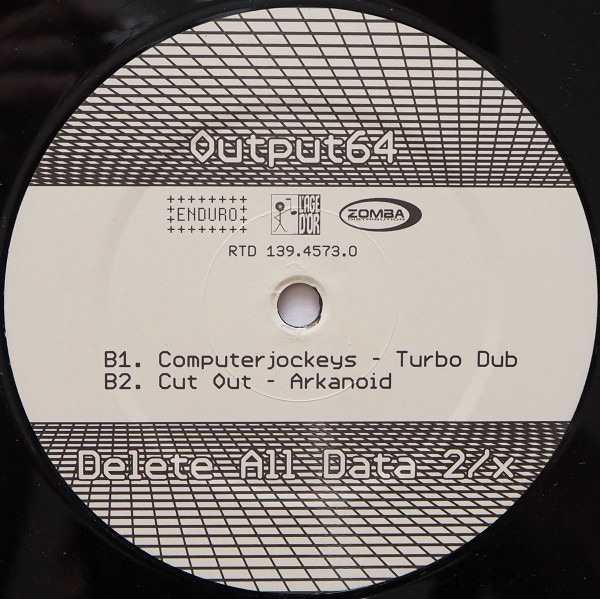 Output64
ENDURO
L'AGE D'OR
ZOMBA DISTRIBUTION
RTD 139.4573.0
B1. Computerjockeys - Turbo Dub
B2. Cut Out - Arkanoid
Delete All Data 2/x